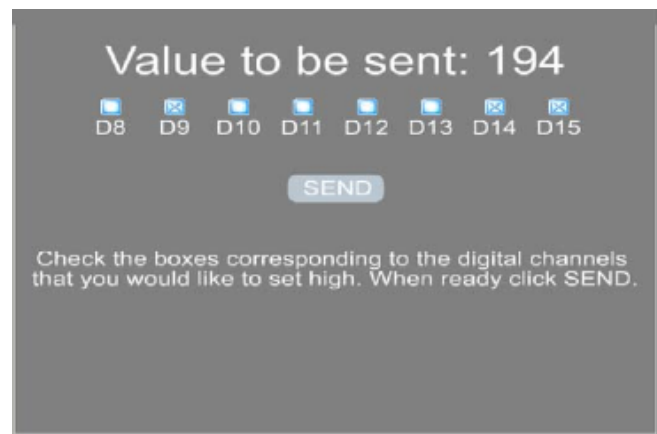 Value to be sent: 194
D8 D9 D10 D11 D12 D13 D14 D15
SEND
Check the boxes corresponding to the digital channels
that you would like to set high. When ready click SEND.